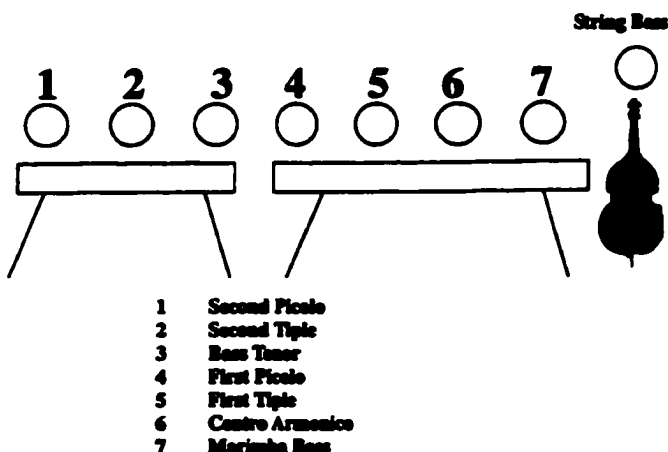 String Bass
1 2 3 4 5 6 7
1 Second Picolo
2 Second Tiple
3 Bass Tenor
4 First Picolo
5 First Tiple
6 Centro Armonico
7 Marimba Bass